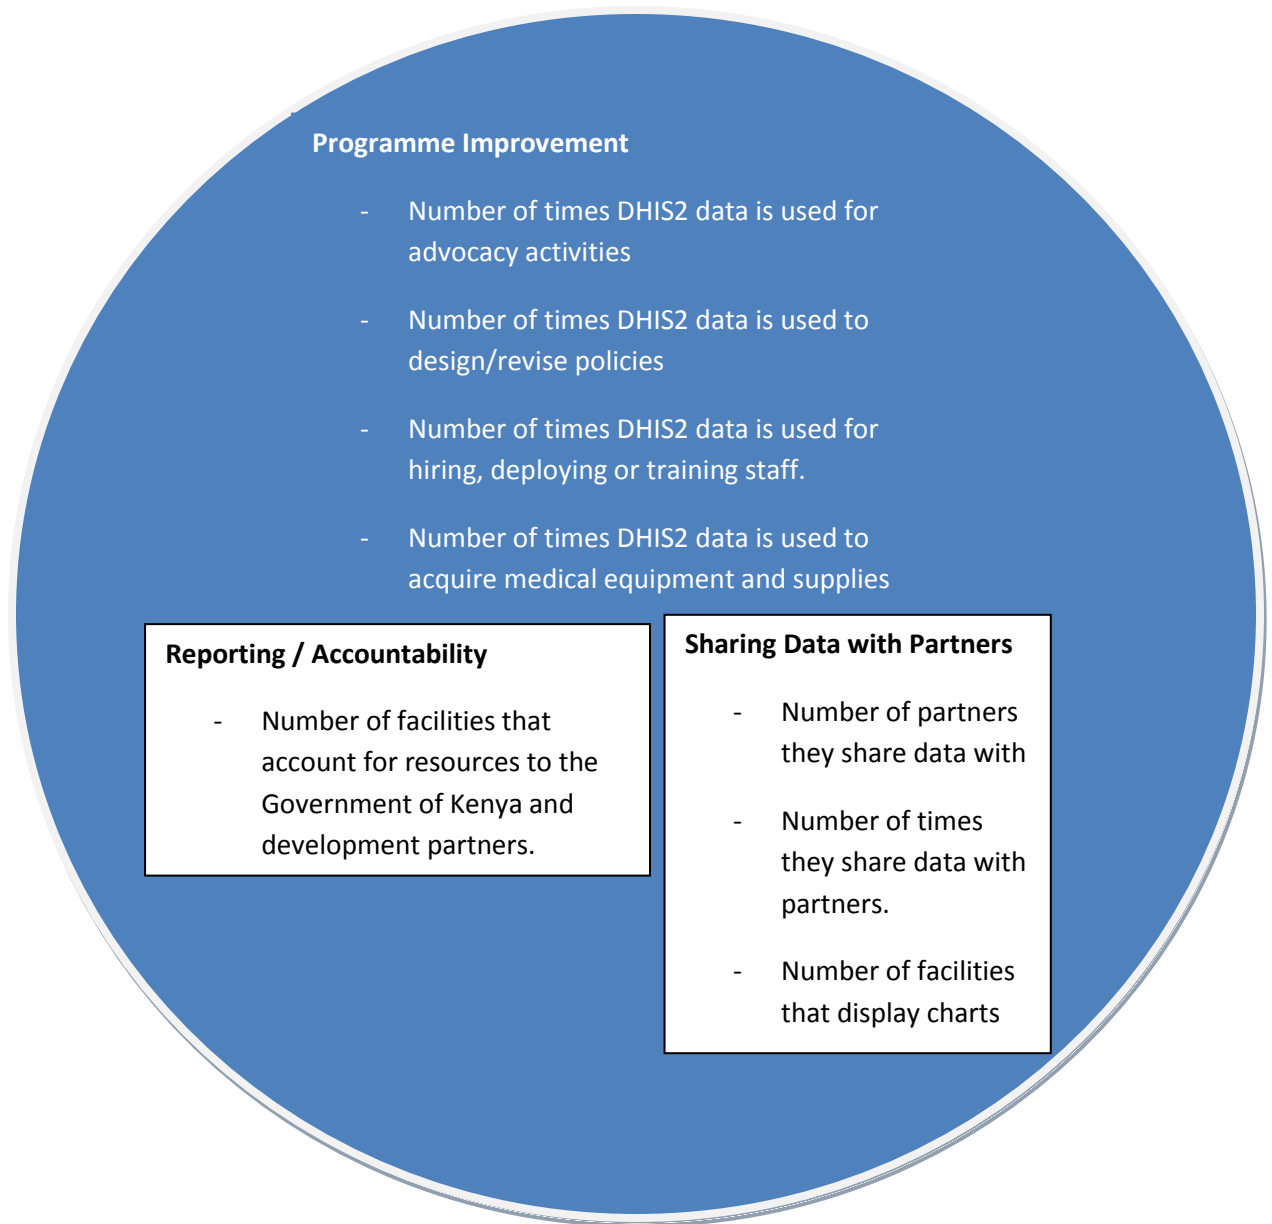 Programme Improvement
- Number of times DHIS2 data is used for
advocacy activities
- Number of times DHIS2 data is used to
design/revise policies
- Number of times DHIS2 data is used for
hiring, deploying or training staff.
- Number of times DHIS2 data is used to
acquire medical equipment and supplies
Reporting / Accountability
- Number of facilities that
account for resources to the
Government of Kenya and
development partners.
Sharing Data with Partners
- Number of partners
they share data with
- Number of times
they share data with
partners.
- Number of facilities
that display charts